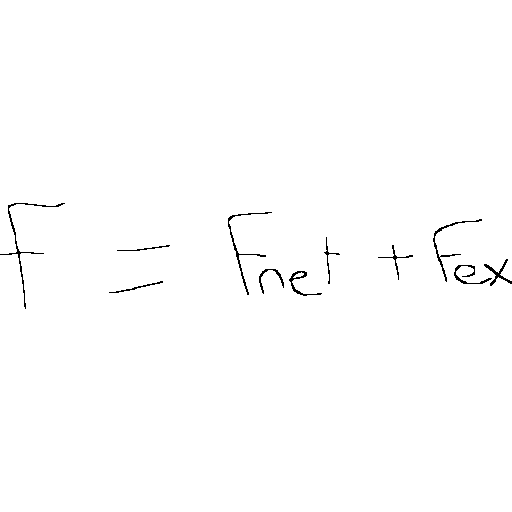 F = Fnet + Fex